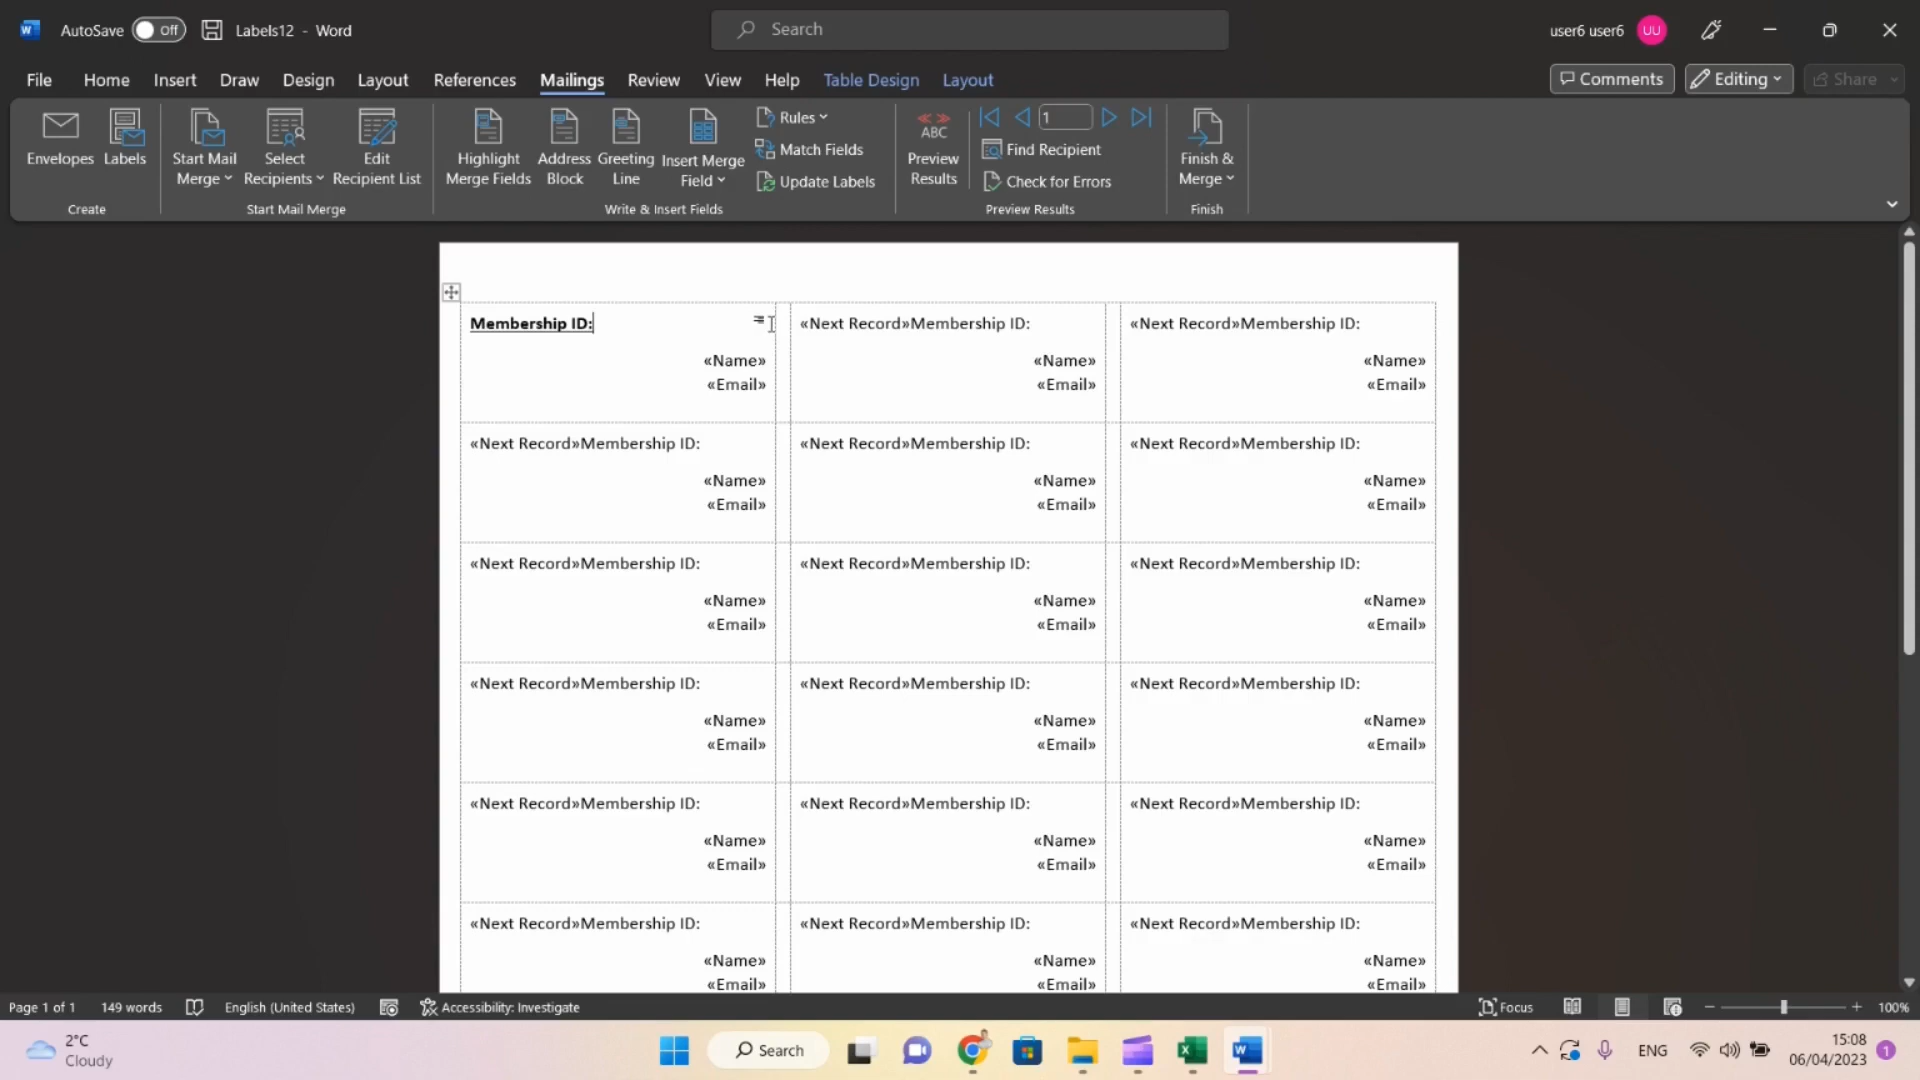 AutoSave Off Labels12 - Word Search user6 user6 UU
File Home Insert Draw Design Layout References Mailings Review View Help Table Design Layout Comments Editing Share
Envelopes Labels
Create
Start Mail Merge Select Recipients Edit Recipient List
Start Mail Merge
Highlight Merge Fields Address Block Greeting Line Insert Merge Field
Rules
Match Fields
Update Labels
Write & Insert Fields
ABC Preview Results
1
Find Recipient
Check for Errors
Preview Results
Finish & Merge
Finish
Membership ID: «Next Record»Membership ID: «Next Record»Membership ID:
«Name» «Name» «Name»
«Email» «Email» «Email»
«Next Record»Membership ID: «Next Record»Membership ID: «Next Record»Membership ID:
«Name» «Name» «Name»
«Email» «Email» «Email»
«Next Record»Membership ID: «Next Record»Membership ID: «Next Record»Membership ID:
«Name» «Name» «Name»
«Email» «Email» «Email»
«Next Record»Membership ID: «Next Record»Membership ID: «Next Record»Membership ID:
«Name» «Name» «Name»
«Email» «Email» «Email»
«Next Record»Membership ID: «Next Record»Membership ID: «Next Record»Membership ID:
«Name» «Name» «Name»
«Email» «Email» «Email»
«Next Record»Membership ID: «Next Record»Membership ID: «Next Record»Membership ID:
«Name» «Name» «Name»
«Email» «Email» «Email»
Page 1 of 1 149 words English (United States) Accessibility: Investigate Focus 100%
2°C
Cloudy
Search
ENG
15:08
06/04/2023
1